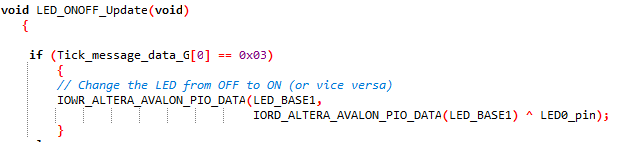 void LED_ONOFF_Update(void)
{
if (Tick_message_data_G[0] == 0x03)
{
// Change the LED from OFF to ON (or vice versa)
IOWR_ALTERA_AVALON_PIO_DATA(LED_BASE1,
IORD_ALTERA_AVALON_PIO_DATA(LED_BASE1) ^ LED0_pin);
}